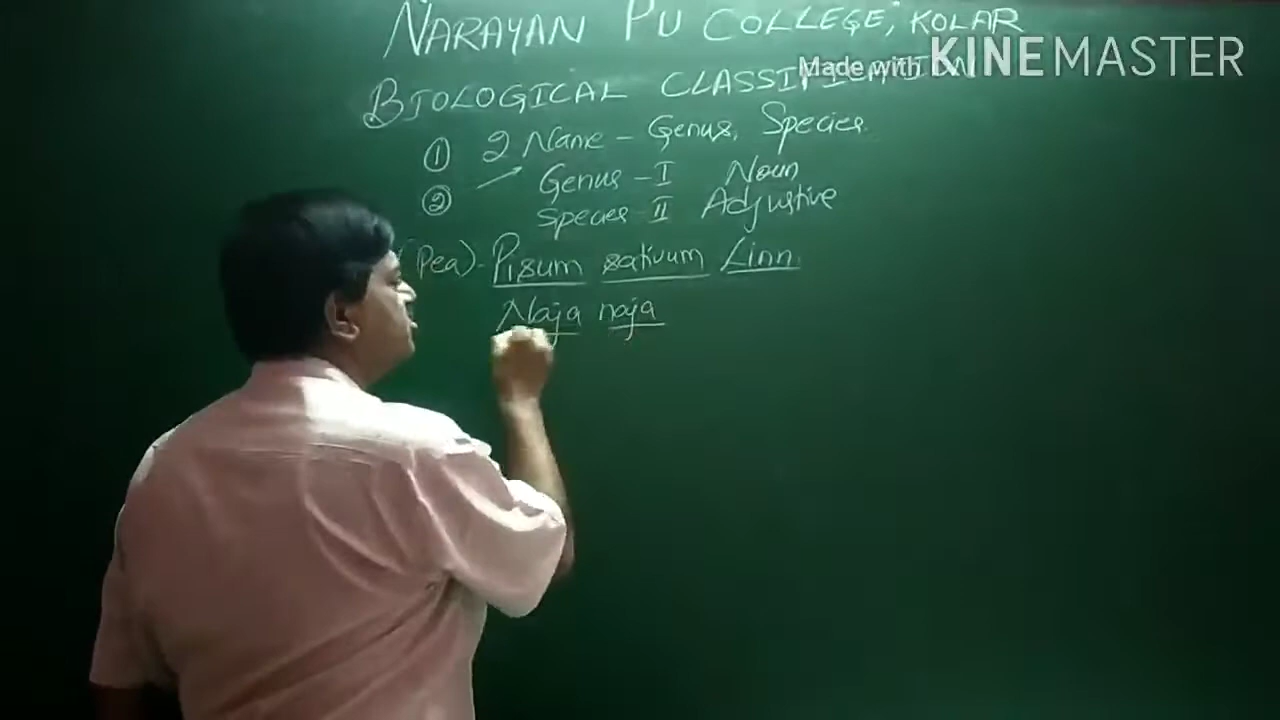 NARAYAN PU COLLEGE, KOLAR
Made with KINEMASTER
BIOLOGICAL CLASSIFICATION
① 2 Name - Genus, Species
② Genus - I Noun
Species - II Adjustive
(Pea) - Pisum sativum Linn.
Naja naja